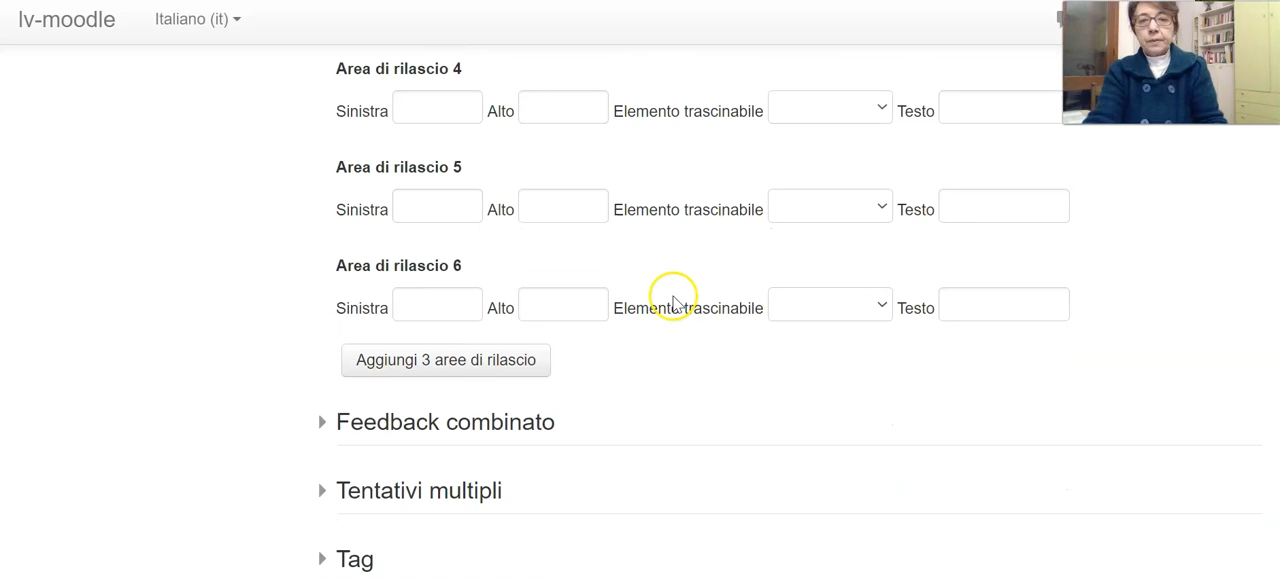 lv-moodle Italiano (it)
Area di rilascio 4
Sinistra Alto Elemento trascinabile Testo
Area di rilascio 5
Sinistra Alto Elemento trascinabile Testo
Area di rilascio 6
Sinistra Alto Elemento trascinabile Testo
Aggiungi 3 aree di rilascio
Feedback combinato
Tentativi multipli
Tag